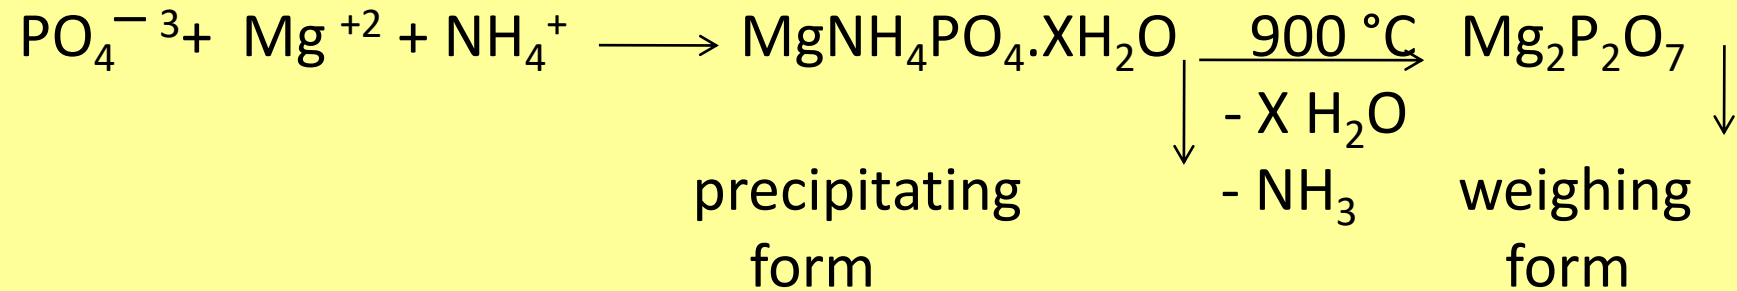 PO₄⁻³ + Mg⁺² + NH₄⁺ ⟶ MgNH₄PO₄.XH₂O ↓ 900 °C ⟶ Mg₂P₂O₇ ↓
- X H₂O
precipitating - NH₃ weighing
form form